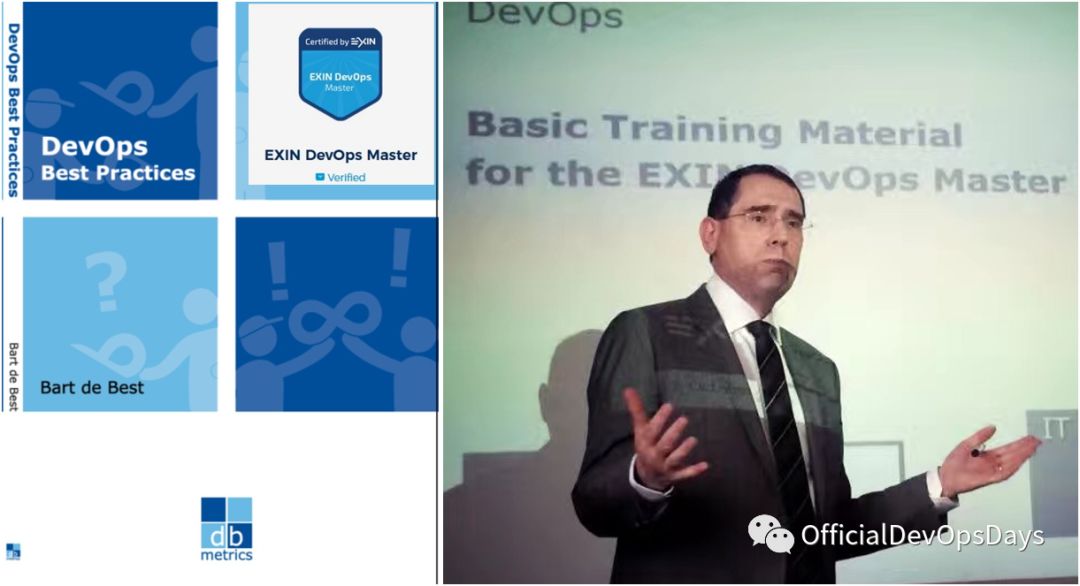 DevOps Best Practices
DevOps
Best Practices
Certified by EXIN
EXIN DevOps
Master
EXIN DevOps Master
Verified
?
!
!
Bart de Best
Bart de Best
db
metrics
DevOps
Basic Training Material
for the EXIN DevOps Master
IT
OfficialDevOpsDays